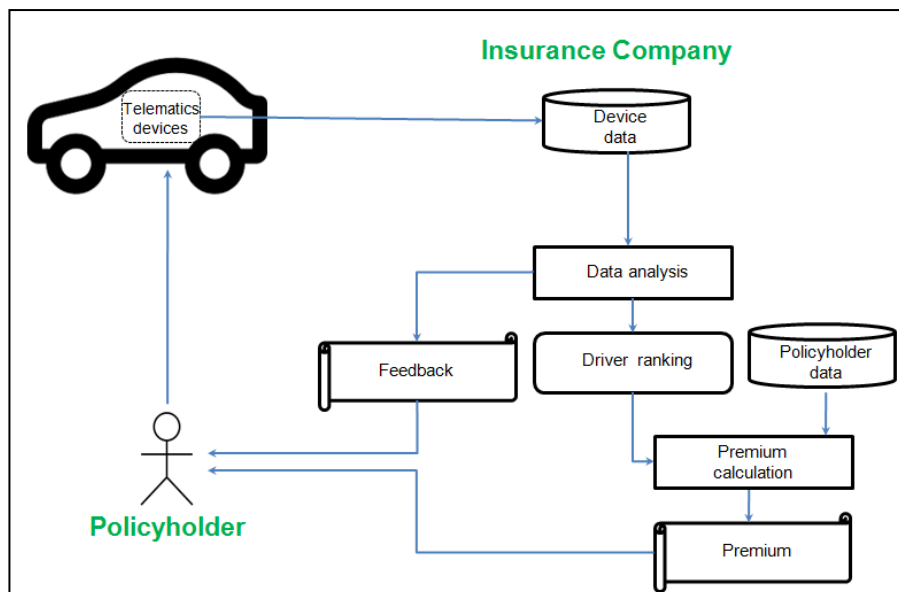 Insurance Company
Telematics
devices
Device
data
Data analysis
Feedback
Driver ranking
Policyholder
data
Premium
calculation
Policyholder
Premium